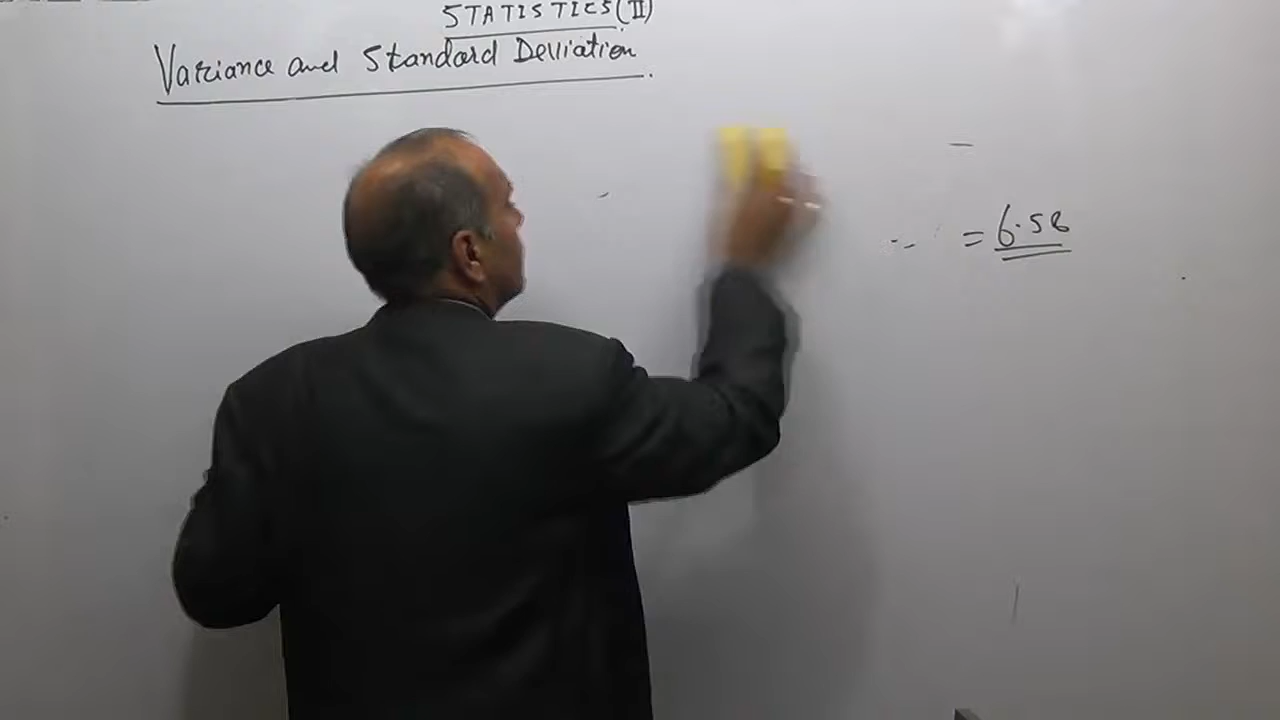 STATISTICS(II)
Variance and Standard Deviation.
= 6.58